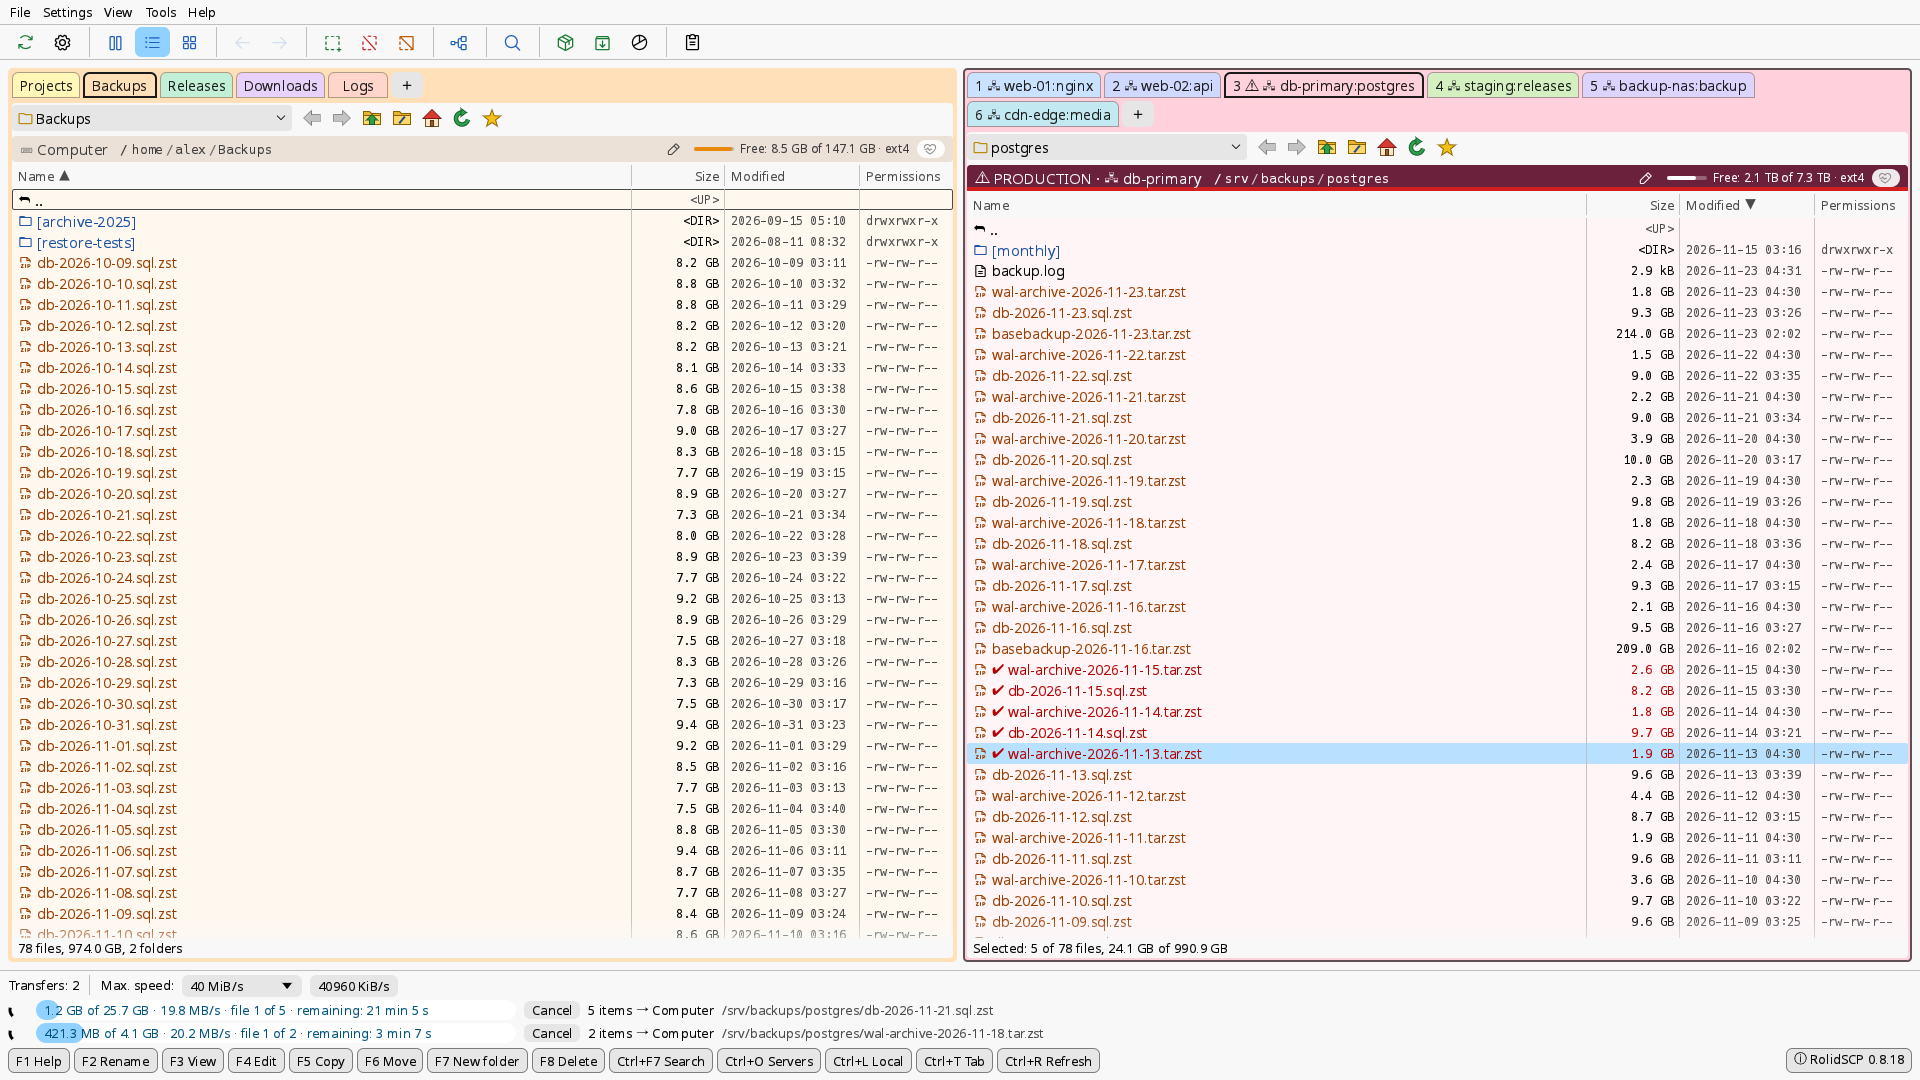 File Settings View Tools Help
Projects Backups Releases Downloads Logs +
Backups
Computer / home / alex / Backups Free: 8.5 GB of 147.1 GB · ext4
Name ▲ Size Modified Permissions
.. <UP>
[archive-2025] <DIR> 2026-09-15 05:10 drwxrwxr-x
[restore-tests] <DIR> 2026-08-11 08:32 drwxrwxr-x
db-2026-10-09.sql.zst 8.2 GB 2026-10-09 03:11 -rw-rw-r--
db-2026-10-10.sql.zst 8.8 GB 2026-10-10 03:32 -rw-rw-r--
db-2026-10-11.sql.zst 8.8 GB 2026-10-11 03:29 -rw-rw-r--
db-2026-10-12.sql.zst 8.2 GB 2026-10-12 03:20 -rw-rw-r--
db-2026-10-13.sql.zst 8.2 GB 2026-10-13 03:21 -rw-rw-r--
db-2026-10-14.sql.zst 8.1 GB 2026-10-14 03:33 -rw-rw-r--
db-2026-10-15.sql.zst 8.6 GB 2026-10-15 03:38 -rw-rw-r--
db-2026-10-16.sql.zst 7.8 GB 2026-10-16 03:30 -rw-rw-r--
db-2026-10-17.sql.zst 9.0 GB 2026-10-17 03:27 -rw-rw-r--
db-2026-10-18.sql.zst 8.3 GB 2026-10-18 03:15 -rw-rw-r--
db-2026-10-19.sql.zst 7.7 GB 2026-10-19 03:15 -rw-rw-r--
db-2026-10-20.sql.zst 8.9 GB 2026-10-20 03:27 -rw-rw-r--
db-2026-10-21.sql.zst 7.3 GB 2026-10-21 03:34 -rw-rw-r--
db-2026-10-22.sql.zst 8.0 GB 2026-10-22 03:28 -rw-rw-r--
db-2026-10-23.sql.zst 8.9 GB 2026-10-23 03:39 -rw-rw-r--
db-2026-10-24.sql.zst 7.7 GB 2026-10-24 03:22 -rw-rw-r--
db-2026-10-25.sql.zst 9.2 GB 2026-10-25 03:13 -rw-rw-r--
db-2026-10-26.sql.zst 8.9 GB 2026-10-26 03:29 -rw-rw-r--
db-2026-10-27.sql.zst 7.5 GB 2026-10-27 03:18 -rw-rw-r--
db-2026-10-28.sql.zst 8.3 GB 2026-10-28 03:26 -rw-rw-r--
db-2026-10-29.sql.zst 7.3 GB 2026-10-29 03:16 -rw-rw-r--
db-2026-10-30.sql.zst 7.5 GB 2026-10-30 03:17 -rw-rw-r--
db-2026-10-31.sql.zst 9.4 GB 2026-10-31 03:23 -rw-rw-r--
db-2026-11-01.sql.zst 9.2 GB 2026-11-01 03:29 -rw-rw-r--
db-2026-11-02.sql.zst 8.5 GB 2026-11-02 03:16 -rw-rw-r--
db-2026-11-03.sql.zst 7.7 GB 2026-11-03 03:13 -rw-rw-r--
db-2026-11-04.sql.zst 7.5 GB 2026-11-04 03:40 -rw-rw-r--
db-2026-11-05.sql.zst 8.8 GB 2026-11-05 03:30 -rw-rw-r--
db-2026-11-06.sql.zst 9.4 GB 2026-11-06 03:11 -rw-rw-r--
db-2026-11-07.sql.zst 8.7 GB 2026-11-07 03:35 -rw-rw-r--
db-2026-11-08.sql.zst 7.7 GB 2026-11-08 03:27 -rw-rw-r--
db-2026-11-09.sql.zst 8.4 GB 2026-11-09 03:24 -rw-rw-r--
db-2026-11-10.sql.zst 8.6 GB 2026-11-10 03:16 -rw-rw-r--
78 files, 974.0 GB, 2 folders
1 web-01:nginx 2 web-02:api 3 ⚠ db-primary:postgres 4 staging:releases 5 backup-nas:backup
6 cdn-edge:media +
postgres
⚠ PRODUCTION · db-primary / srv / backups / postgres Free: 2.1 TB of 7.3 TB · ext4
Name Size Modified ▼ Permissions
.. <UP>
[monthly] <DIR> 2026-11-15 03:16 drwxrwxr-x
backup.log 2.9 kB 2026-11-23 04:31 -rw-rw-r--
wal-archive-2026-11-23.tar.zst 1.8 GB 2026-11-23 04:30 -rw-rw-r--
db-2026-11-23.sql.zst 9.3 GB 2026-11-23 03:26 -rw-rw-r--
basebackup-2026-11-23.tar.zst 214.0 GB 2026-11-23 02:02 -rw-rw-r--
wal-archive-2026-11-22.tar.zst 1.5 GB 2026-11-22 04:30 -rw-rw-r--
db-2026-11-22.sql.zst 9.0 GB 2026-11-22 03:35 -rw-rw-r--
wal-archive-2026-11-21.tar.zst 2.2 GB 2026-11-21 04:30 -rw-rw-r--
db-2026-11-21.sql.zst 9.0 GB 2026-11-21 03:34 -rw-rw-r--
wal-archive-2026-11-20.tar.zst 3.9 GB 2026-11-20 04:30 -rw-rw-r--
db-2026-11-20.sql.zst 10.0 GB 2026-11-20 03:17 -rw-rw-r--
wal-archive-2026-11-19.tar.zst 2.3 GB 2026-11-19 04:30 -rw-rw-r--
db-2026-11-19.sql.zst 9.8 GB 2026-11-19 03:26 -rw-rw-r--
wal-archive-2026-11-18.tar.zst 1.8 GB 2026-11-18 04:30 -rw-rw-r--
db-2026-11-18.sql.zst 8.2 GB 2026-11-18 03:36 -rw-rw-r--
wal-archive-2026-11-17.tar.zst 2.4 GB 2026-11-17 04:30 -rw-rw-r--
db-2026-11-17.sql.zst 9.3 GB 2026-11-17 03:15 -rw-rw-r--
wal-archive-2026-11-16.tar.zst 2.1 GB 2026-11-16 04:30 -rw-rw-r--
db-2026-11-16.sql.zst 9.5 GB 2026-11-16 03:27 -rw-rw-r--
basebackup-2026-11-16.tar.zst 209.0 GB 2026-11-16 02:02 -rw-rw-r--
✔ wal-archive-2026-11-15.tar.zst 2.6 GB 2026-11-15 04:30 -rw-rw-r--
✔ db-2026-11-15.sql.zst 8.2 GB 2026-11-15 03:30 -rw-rw-r--
✔ wal-archive-2026-11-14.tar.zst 1.8 GB 2026-11-14 04:30 -rw-rw-r--
✔ db-2026-11-14.sql.zst 9.7 GB 2026-11-14 03:21 -rw-rw-r--
✔ wal-archive-2026-11-13.tar.zst 1.9 GB 2026-11-13 04:30 -rw-rw-r--
db-2026-11-13.sql.zst 9.6 GB 2026-11-13 03:39 -rw-rw-r--
wal-archive-2026-11-12.tar.zst 4.4 GB 2026-11-12 04:30 -rw-rw-r--
db-2026-11-12.sql.zst 8.7 GB 2026-11-12 03:15 -rw-rw-r--
wal-archive-2026-11-11.tar.zst 1.9 GB 2026-11-11 04:30 -rw-rw-r--
db-2026-11-11.sql.zst 9.6 GB 2026-11-11 03:11 -rw-rw-r--
wal-archive-2026-11-10.tar.zst 3.6 GB 2026-11-10 04:30 -rw-rw-r--
db-2026-11-10.sql.zst 9.7 GB 2026-11-10 03:22 -rw-rw-r--
db-2026-11-09.sql.zst 9.6 GB 2026-11-09 03:25 -rw-rw-r--
Selected: 5 of 78 files, 24.1 GB of 990.9 GB
Transfers: 2 Max. speed: 40 MiB/s 40960 KiB/s
1.2 GB of 25.7 GB · 19.8 MB/s · file 1 of 5 · remaining: 21 min 5 s Cancel 5 items → Computer /srv/backups/postgres/db-2026-11-21.sql.zst
421.3 MB of 4.1 GB · 20.2 MB/s · file 1 of 2 · remaining: 3 min 7 s Cancel 2 items → Computer /srv/backups/postgres/wal-archive-2026-11-18.tar.zst
F1 Help F2 Rename F3 View F4 Edit F5 Copy F6 Move F7 New folder F8 Delete Ctrl+F7 Search Ctrl+O Servers Ctrl+L Local Ctrl+T Tab Ctrl+R Refresh RolidSCP 0.8.18